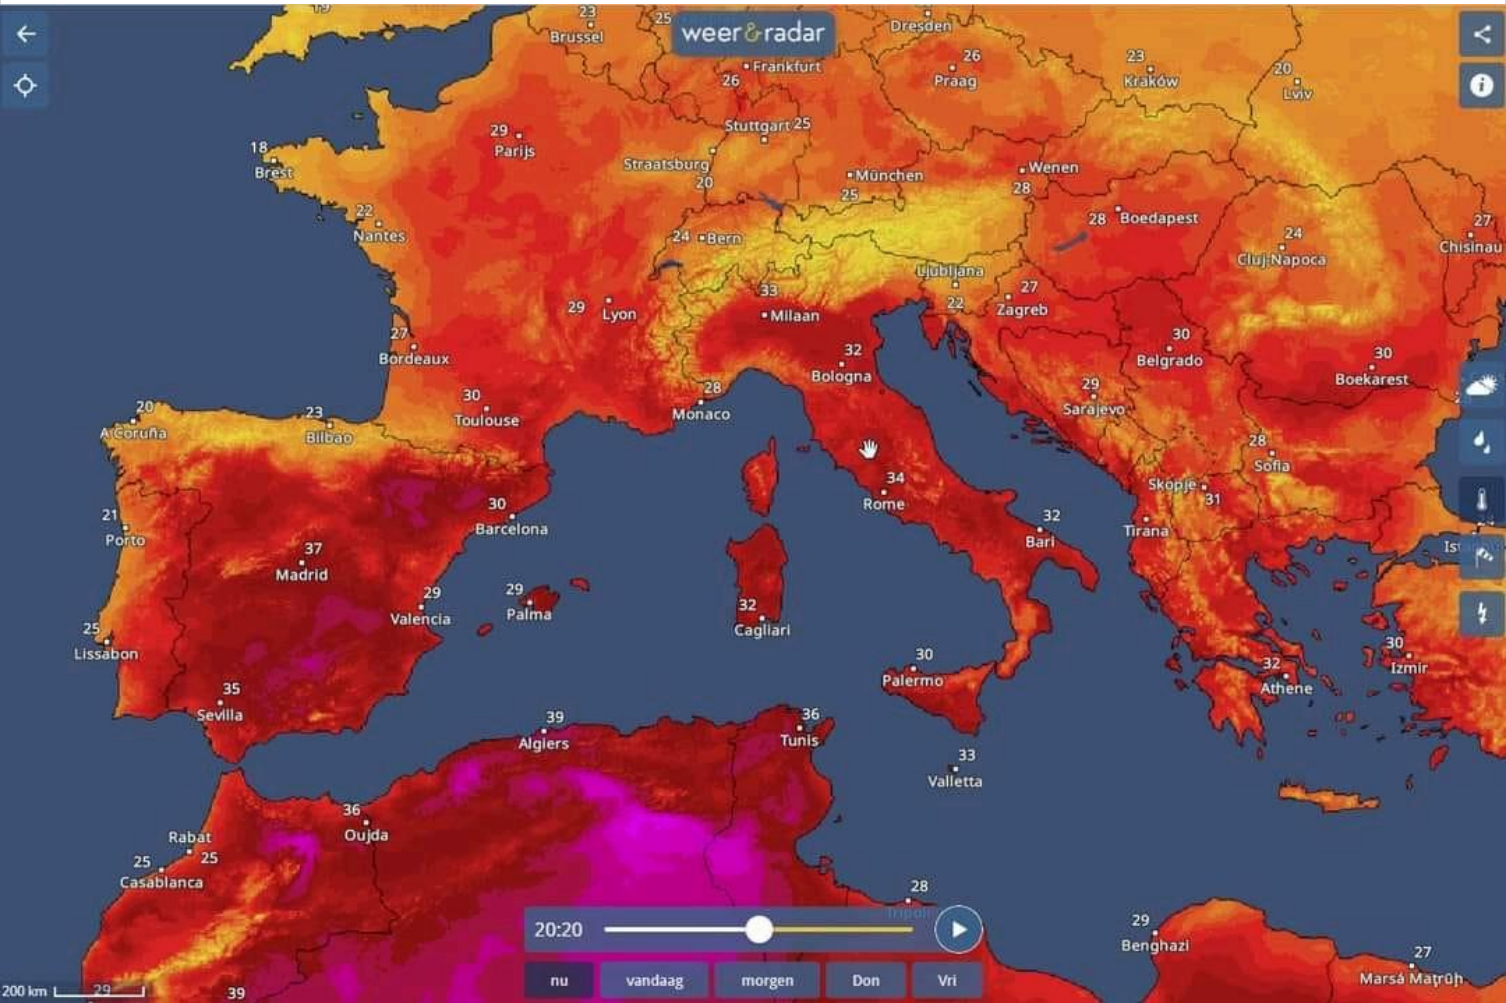 19
23
Brussel
25
weer&radar
Dresden
26
Frankfurt
26
Praag
23
Kraków
20
Lviv
29
Parijs
Stuttgart 25
Straatsburg
20
18
Brest
München
25
Wenen
28
22
Nantes
24 Bern
28 Boedapest
24
Cluj-Napoca
27
Chisinau
Ljubljana
22
27
Zagreb
33
Milaan
29
Lyon
27
Bordeaux
32
Bologna
30
Belgrado
30
Boekarest
28
Monaco
30
Toulouse
29
Sarajevo
20
A Coruña
23
Bilbao
28
Sofia
Skopje
31
34
Rome
30
Barcelona
32
Bari
Tirana
21
Porto
37
Madrid
29
Valencia
29
Palma
32
Cagliari
25
Lissabon
30
Palermo
32
Athene
30
Izmir
35
Sevilla
39
Algiers
36
Tunis
33
Valletta
36
Oujda
Rabat
25
25
Casablanca
28
Tripoli
29
Benghazi
27
Marsá Maţrūḩ
20:20
nu
vandaag
morgen
Don
Vri
200 km
29
39